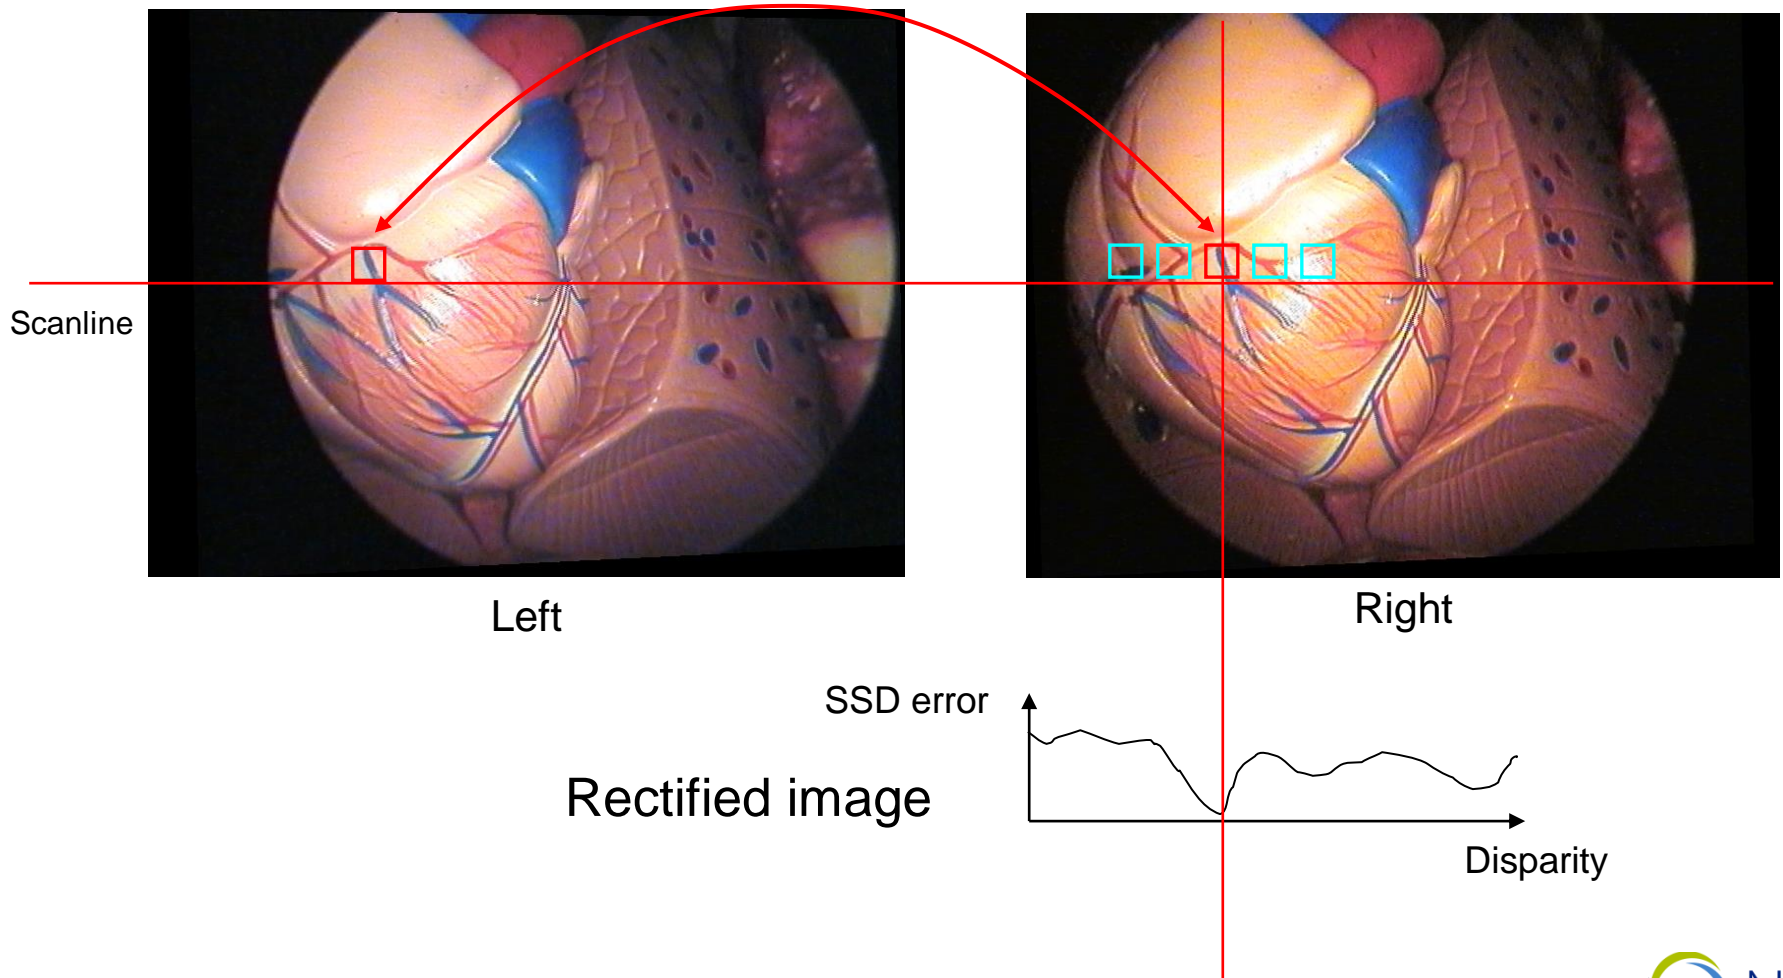 Scanline
Left
Right
SSD error
Rectified image
Disparity